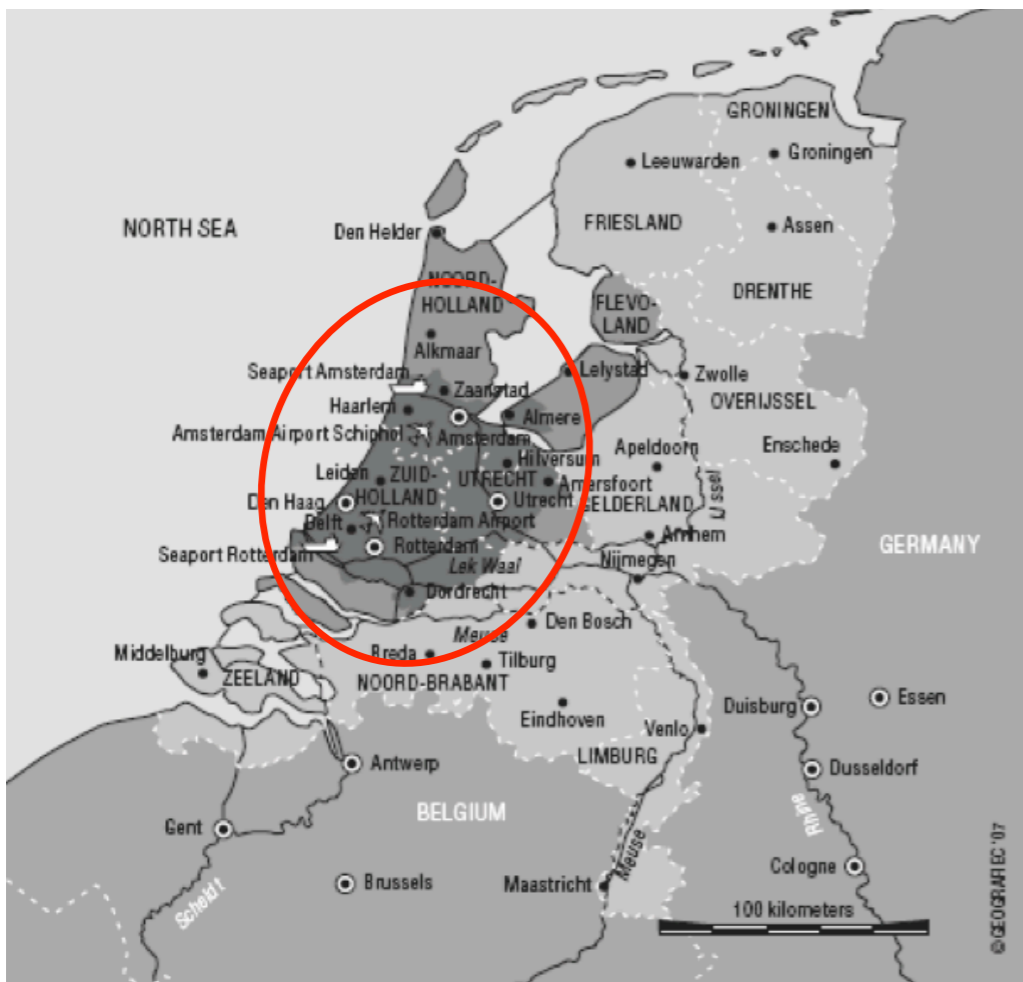 GRONINGEN
Groningen
Leeuwarden
NORTH SEA
Den Helder
FRIESLAND
Assen
NOORD-
HOLLAND
DRENTHE
FLEVO-
LAND
Alkmaar
Seaport Amsterdam
Lelystad
Zwolle
Zaanstad
OVERIJSSEL
Haarlem
Almere
Amsterdam Airport Schiphol
Amsterdam
Apeldoorn
Enschede
Hilversum
Leiden
ZUID-
HOLLAND
UTRECHT
Amersfoort
IJssel
Den Haag
Utrecht
GELDERLAND
Delft
Rotterdam Airport
Arnhem
GERMANY
Seaport Rotterdam
Rotterdam
Nijmegen
Lek Waal
Dordrecht
Den Bosch
Meuse
Middelburg
Breda
Tilburg
ZEELAND
NOORD-BRABANT
Essen
Duisburg
Eindhoven
Venlo
LIMBURG
Antwerp
Dusseldorf
BELGIUM
Rhine
Gent
Meuse
Cologne
Brussels
Maastricht
Scheldt
100 kilometers
© GEOGRAFIEC '07